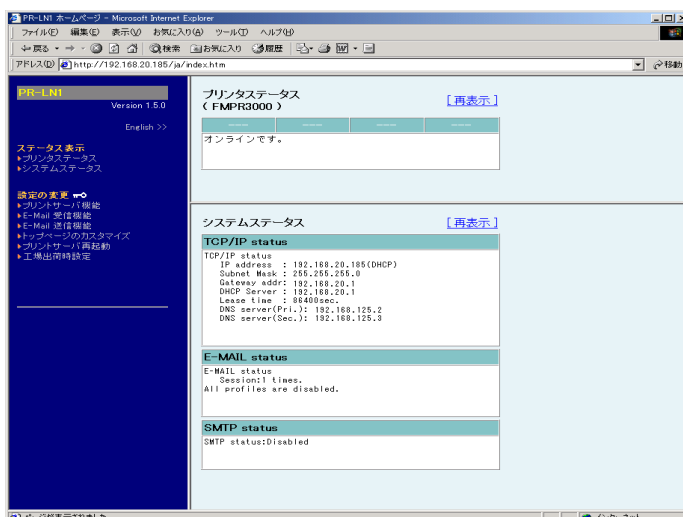 PR-LN1 ホームページ - Microsoft Internet Explorer
ファイル(F) 編集(E) 表示(V) お気に入り(A) ツール(T) ヘルプ(H)
戻る
検索 お気に入り 履歴
アドレス(D) http://192.168.20.185/ja/index.htm 移動
PR-LN1
Version 1.5.0
English >>
ステータス表示
プリンタステータス
システムステータス
設定の変更
プリントサーバ機能
E-Mail 受信機能
E-Mail 送信機能
トップページのカスタマイズ
プリントサーバ再起動
工場出荷時設定
プリンタステータス
( FMPR3000 )
[ 再表示 ]
---- ---- ---- ----
オンラインです。
システムステータス [ 再表示 ]
TCP/IP status
TCP/IP status
IP address : 192.168.20.185(DHCP)
Subnet Mask : 255.255.255.0
Gateway addr: 192.168.20.1
DHCP Server : 192.168.20.1
Lease time : 86400sec.
DNS server(Pri.): 192.168.125.2
DNS server(Sec.): 192.168.125.3
E-MAIL status
E-MAIL status
Session:1 times.
All profiles are disabled.
SMTP status
SMTP status:Disabled